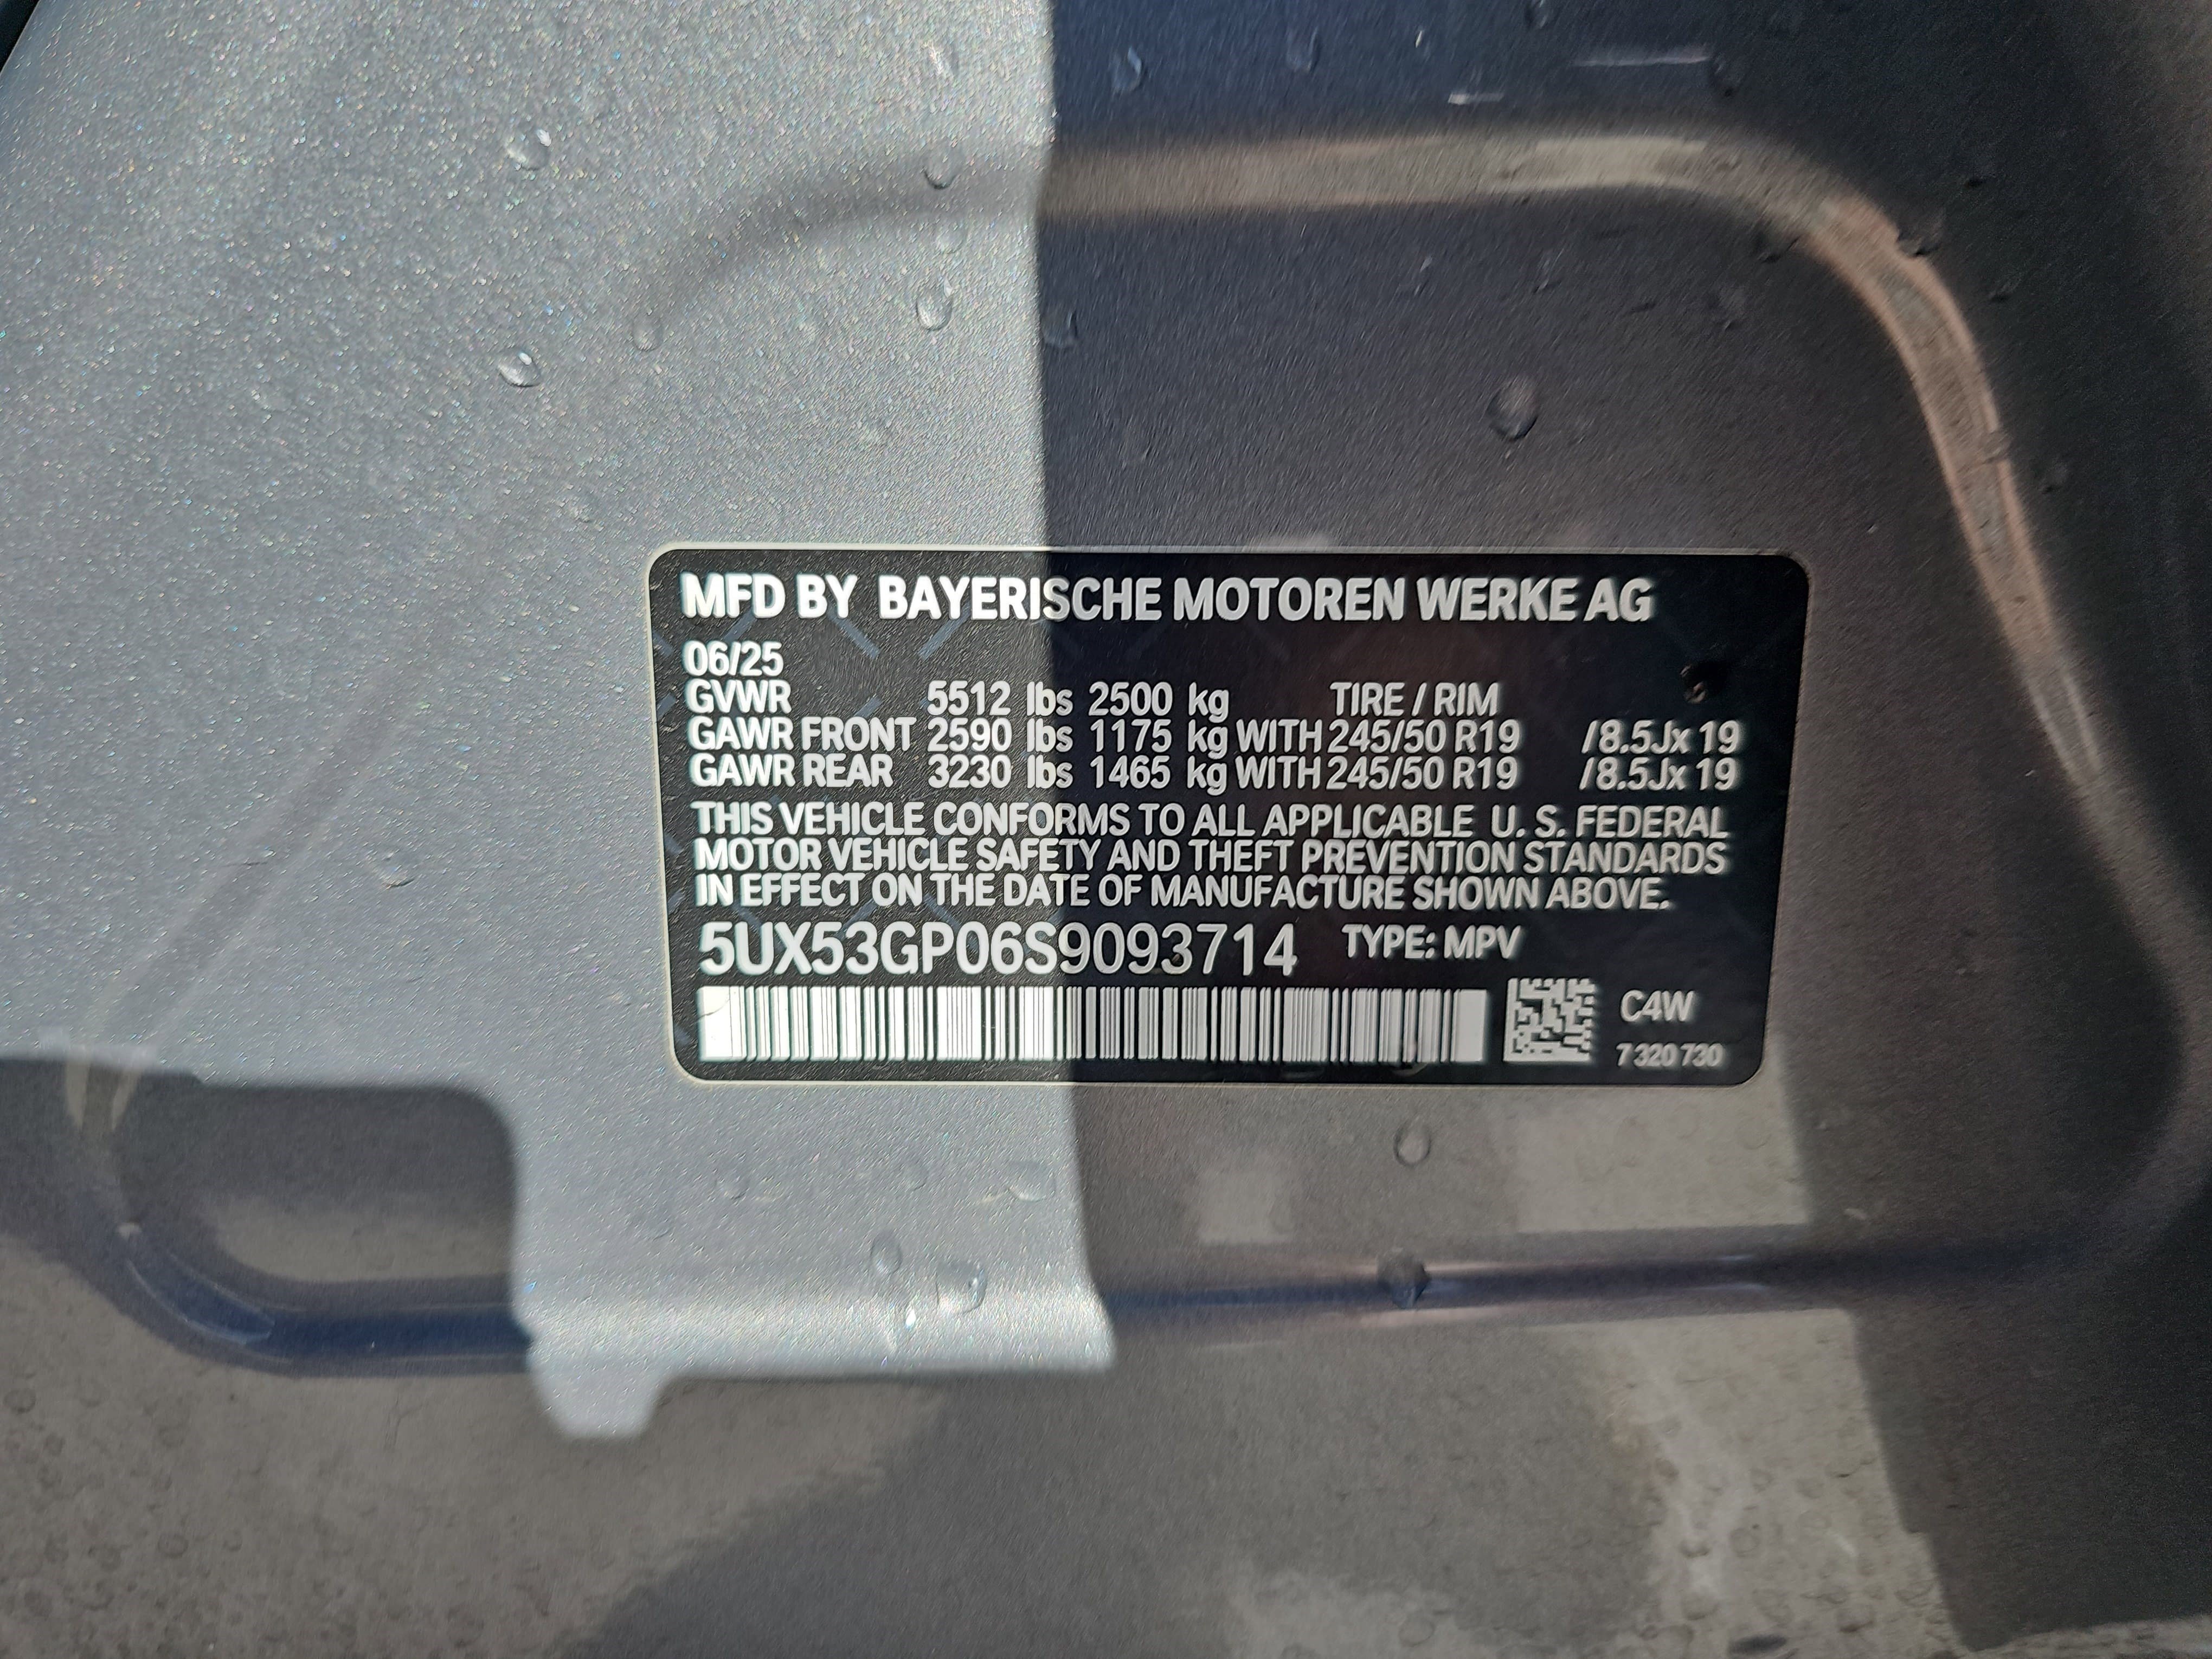 MFD BY BAYERISCHE MOTOREN WERKE AG
06/25
GVWR 5512 lbs 2500 kg TIRE / RIM
GAWR FRONT 2590 lbs 1175 kg WITH 245/50 R19 /8.5Jx 19
GAWR REAR 3230 lbs 1465 kg WITH 245/50 R19 /8.5Jx 19
THIS VEHICLE CONFORMS TO ALL APPLICABLE U. S. FEDERAL
MOTOR VEHICLE SAFETY AND THEFT PREVENTION STANDARDS
IN EFFECT ON THE DATE OF MANUFACTURE SHOWN ABOVE.
5UX53GP06S9093714 TYPE: MPV
C4W
7 320 730